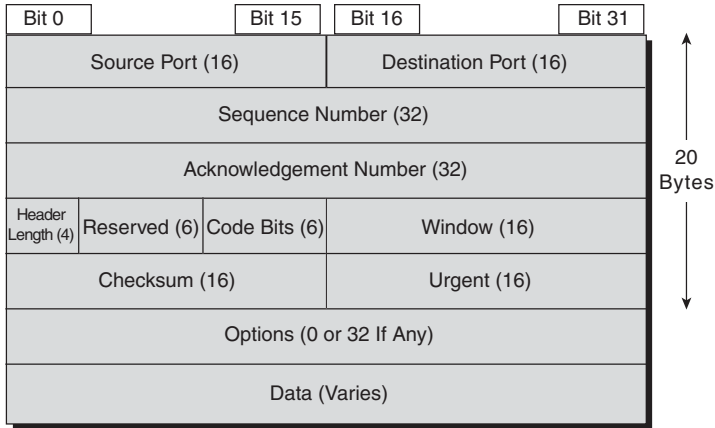 Bit 0 Bit 15 Bit 16 Bit 31
Source Port (16) Destination Port (16)
Sequence Number (32)
Acknowledgement Number (32)
20
Bytes
Header
Length (4) Reserved (6) Code Bits (6) Window (16)
Checksum (16) Urgent (16)
Options (0 or 32 If Any)
Data (Varies)